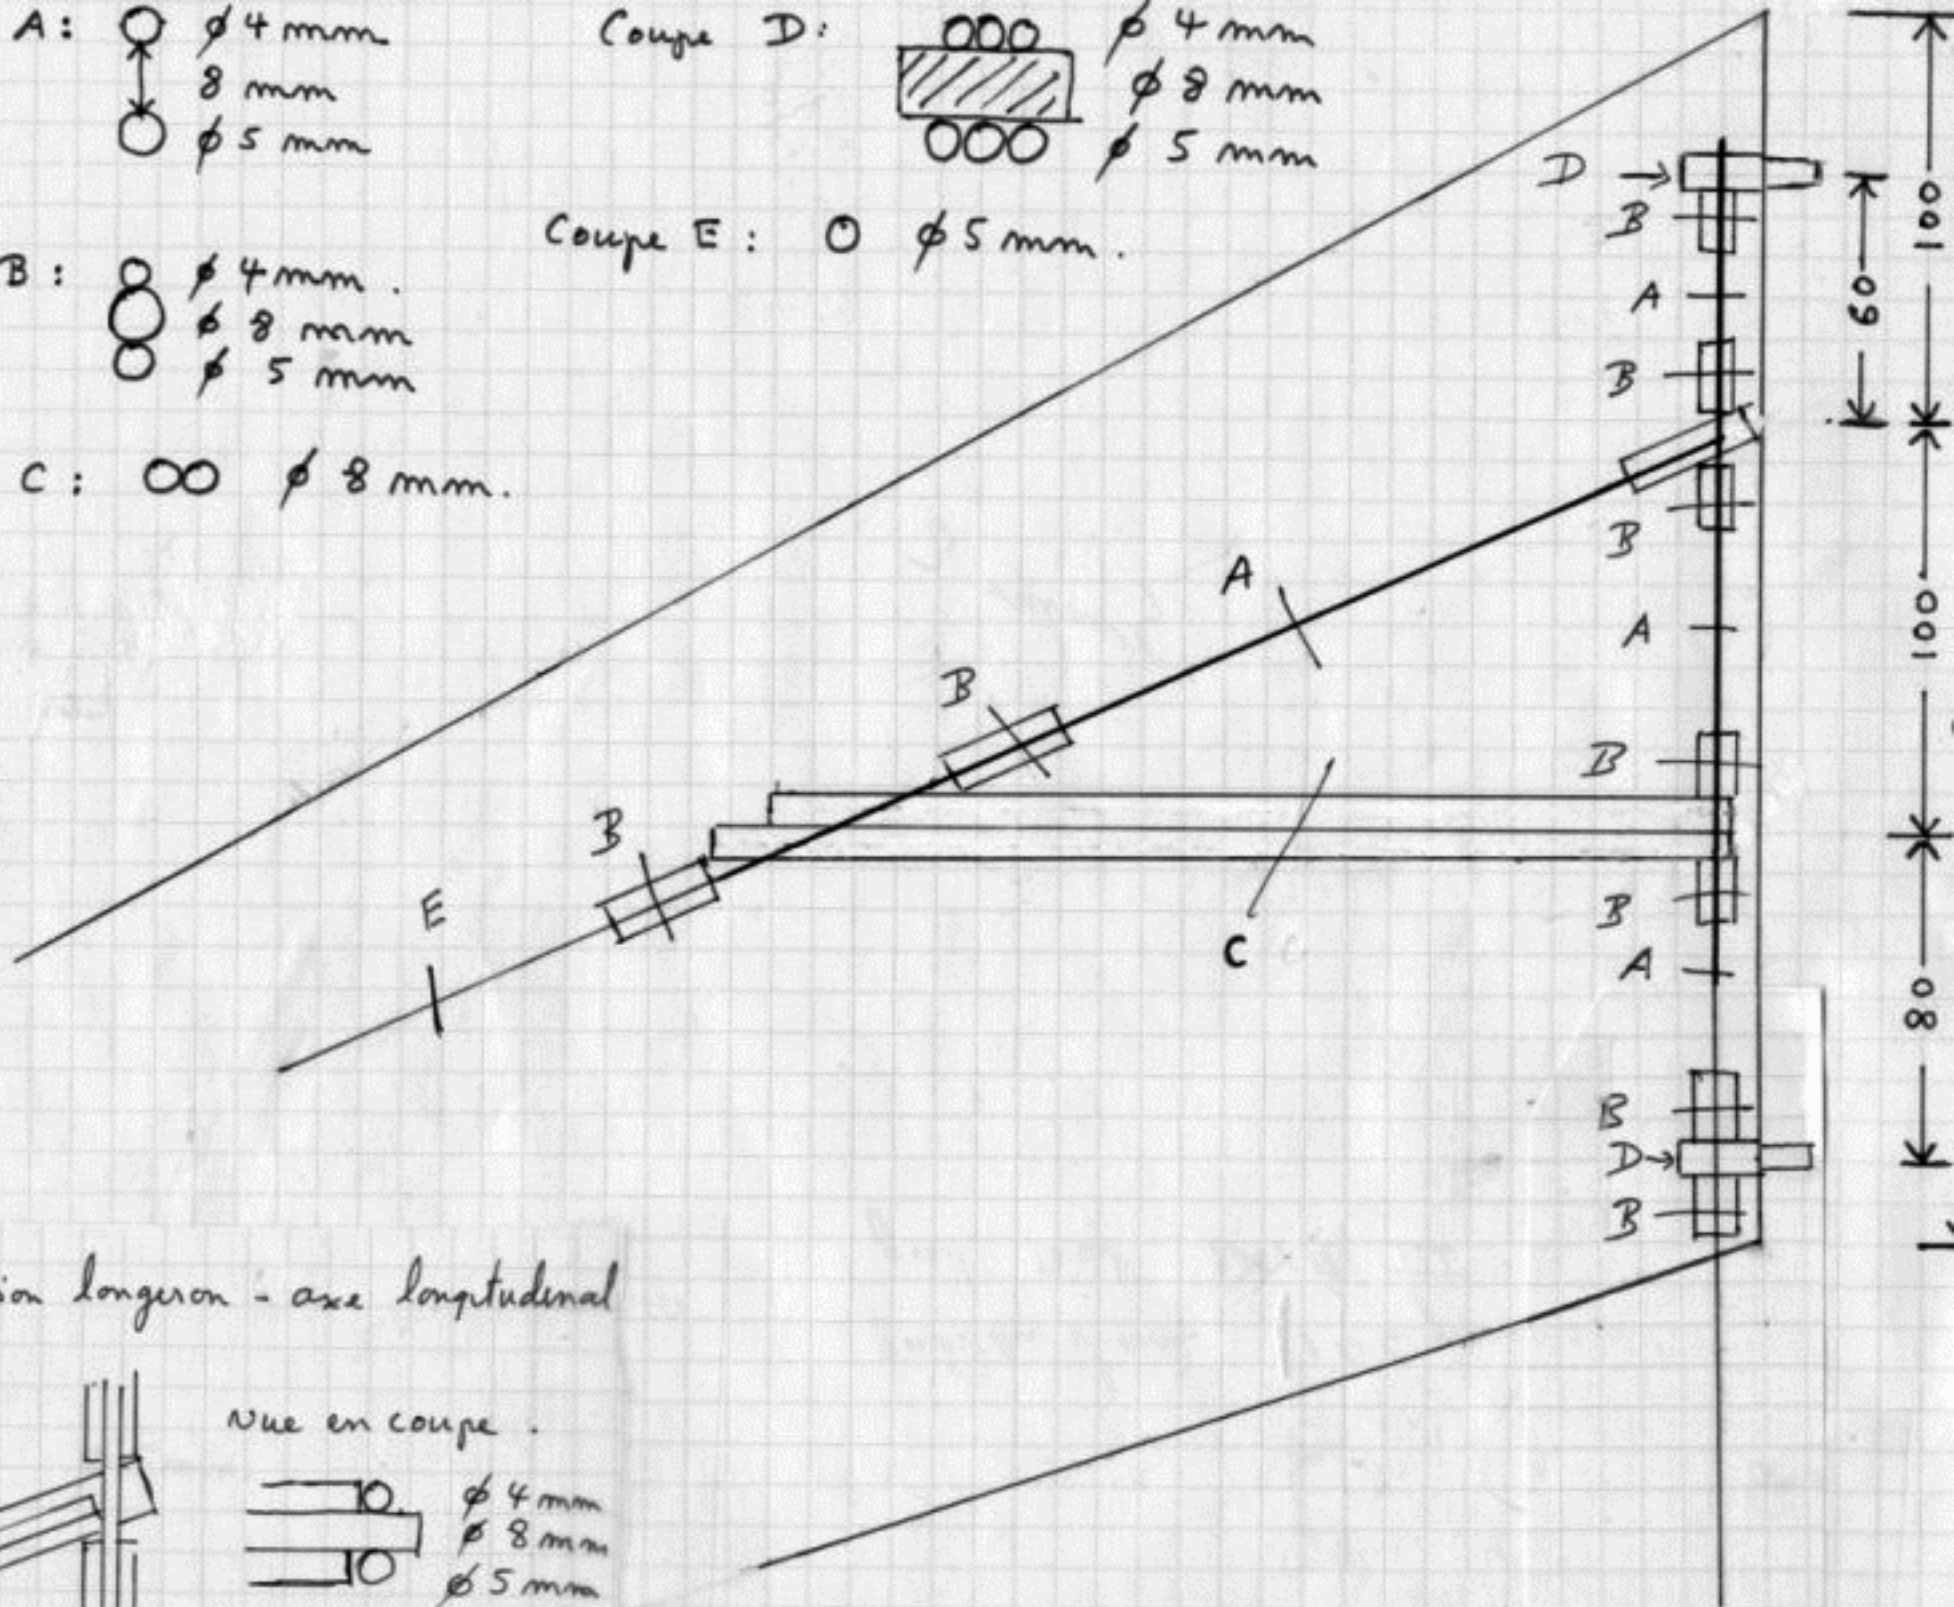 A: ø 4 mm
8 mm
ø 5 mm
Coupe D: ø 4 mm
ø 8 mm
ø 5 mm
Coupe E: ø 5 mm.
B: ø 4 mm.
ø 8 mm
ø 5 mm
C: ø 8 mm.
D
B
A
B
B
A
B
B
A
B
D
B
A
B
B
E
C
60
100
100
80
ion longeron - axe longitudinal
Vue en coupe.
ø 4 mm
ø 8 mm
ø 5 mm